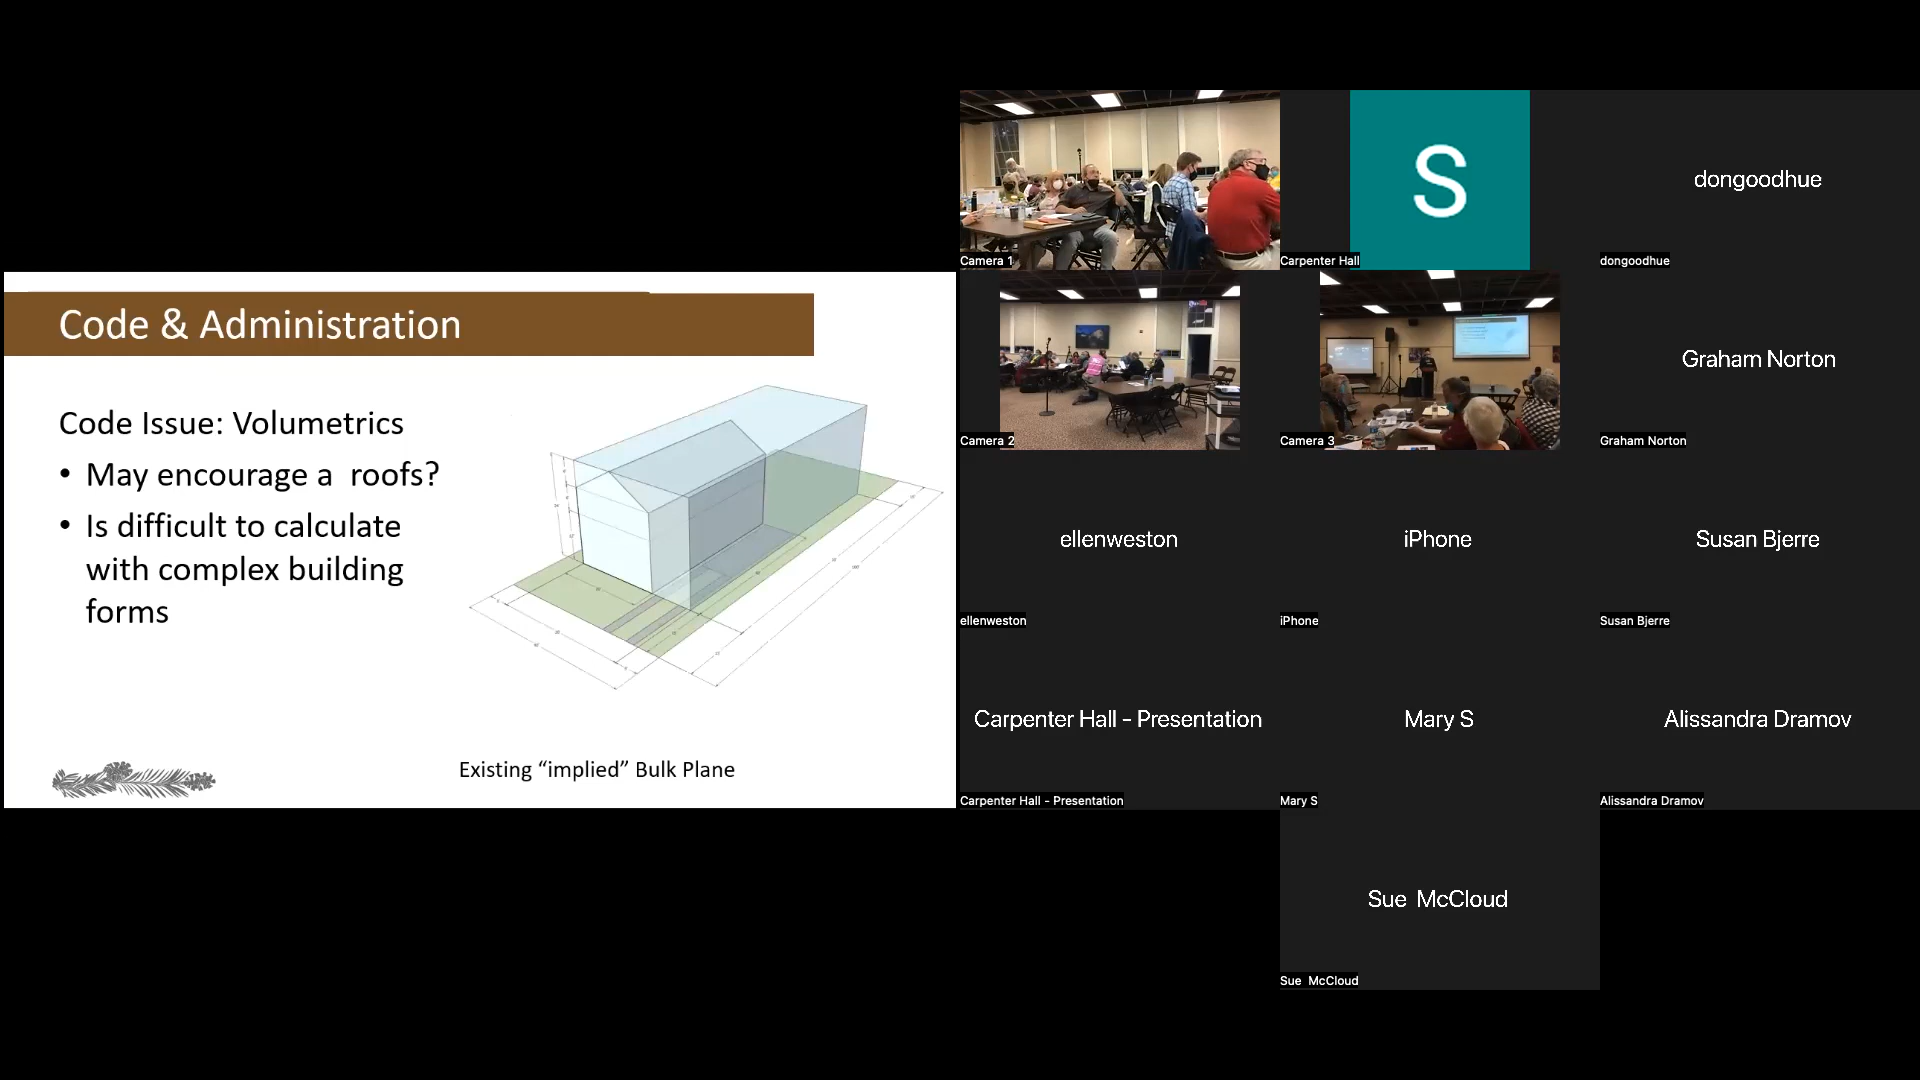 Code & Administration
Code Issue: Volumetrics
• May encourage a  roofs?
• Is difficult to calculate
with complex building
forms
Existing “implied” Bulk Plane
Camera 1
S
Carpenter Hall
dongoodhue
dongoodhue
Camera 2
Camera 3
Graham Norton
Graham Norton
ellenweston
ellenweston
iPhone
iPhone
Susan Bjerre
Susan Bjerre
Carpenter Hall - Presentation
Carpenter Hall - Presentation
Mary S
Mary S
Alissandra Dramov
Alissandra Dramov
Sue  McCloud
Sue  McCloud